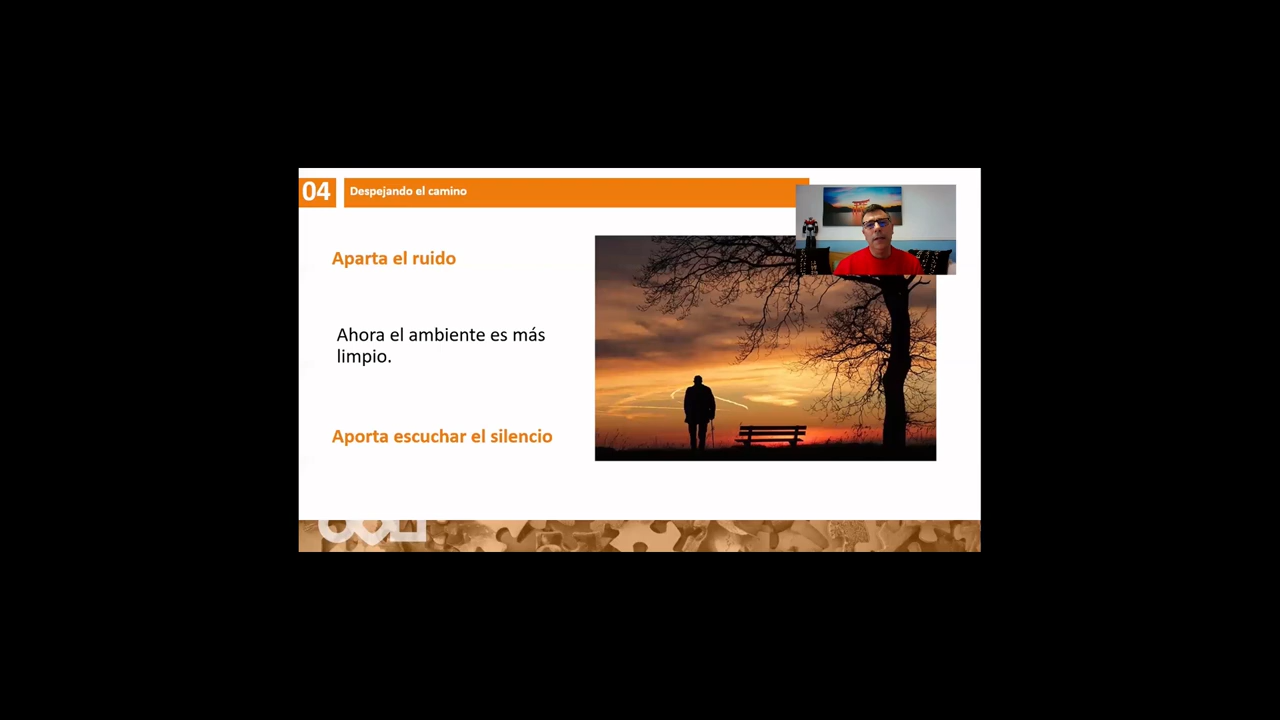 04
Despejando el camino
Aparta el ruido
Ahora el ambiente es más
limpio.
Aporta escuchar el silencio